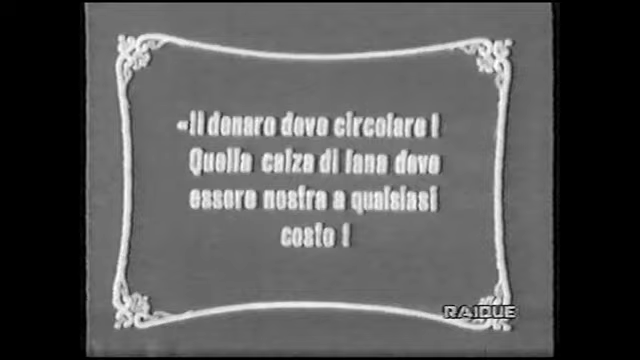 «Il denaro deve circolare!
Quella calza di lana deve
essere nostra a qualsiasi
costo!
RAIDUE